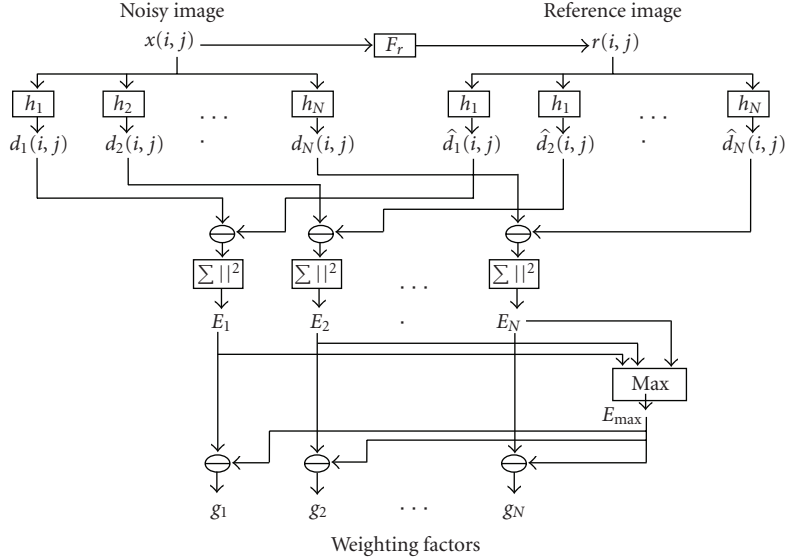 Noisy image Reference image
x(i, j) F_r r(i, j)
h_1 h_2 ... h_N h_1 h_1 ... h_N
d_1(i, j) d_2(i, j) . d_N(i, j) d̂_1(i, j) d̂_2(i, j) . d̂_N(i, j)
∑ ||² ∑ ||² ... ∑ ||²
E_1 E_2 . E_N
Max
E_max
g_1 g_2 ... g_N
Weighting factors